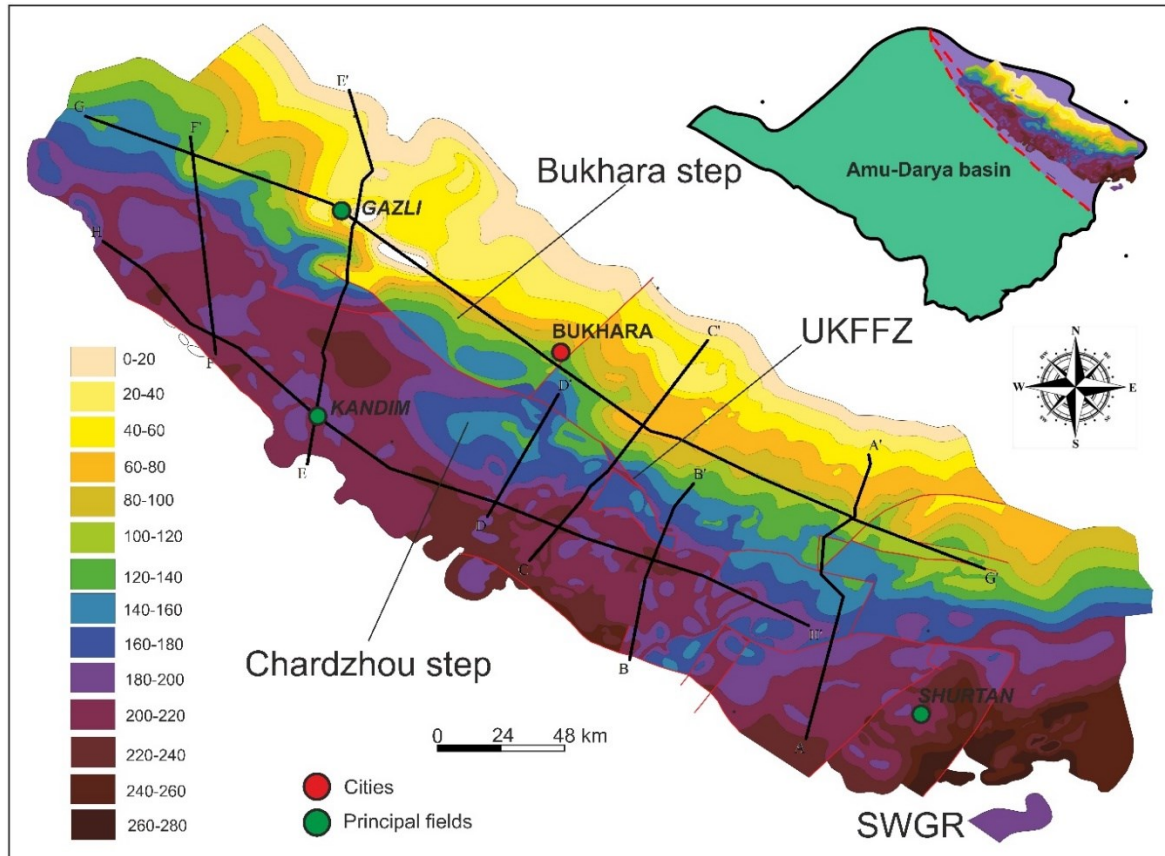 E'
G
F'
Bukhara step
Amu-Darya basin
GAZLI
H
BUKHARA
C'
UKFFZ
N
W
E
S
0-20
20-40
40-60
60-80
80-100
100-120
120-140
140-160
160-180
180-200
200-220
220-240
240-260
260-280
F
KANDIM
D'
A'
E
B'
D
C
G'
H'
Chardzhou step
B
SHURTAN
A
0 24 48 km
Cities
Principal fields
SWGR